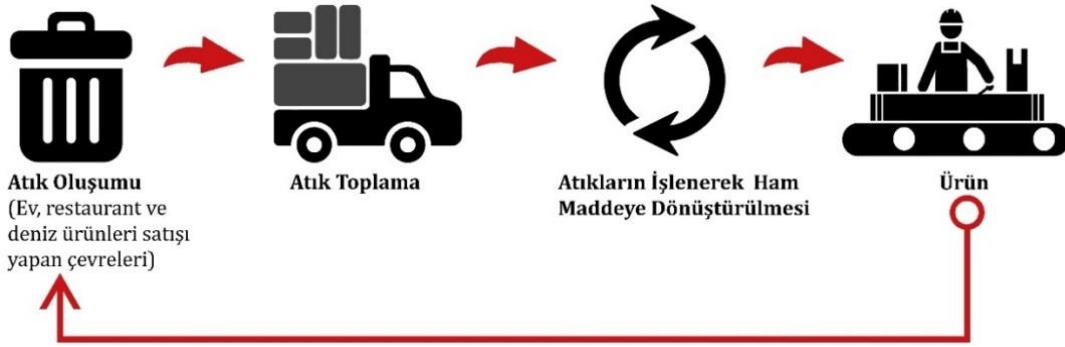 Atık Oluşumu
(Ev, restaurant ve
deniz ürünleri satışı
yapan çevreleri)
Atık Toplama
Atıkların İşlenerek Ham
Maddeye Dönüştürülmesi
Ürün